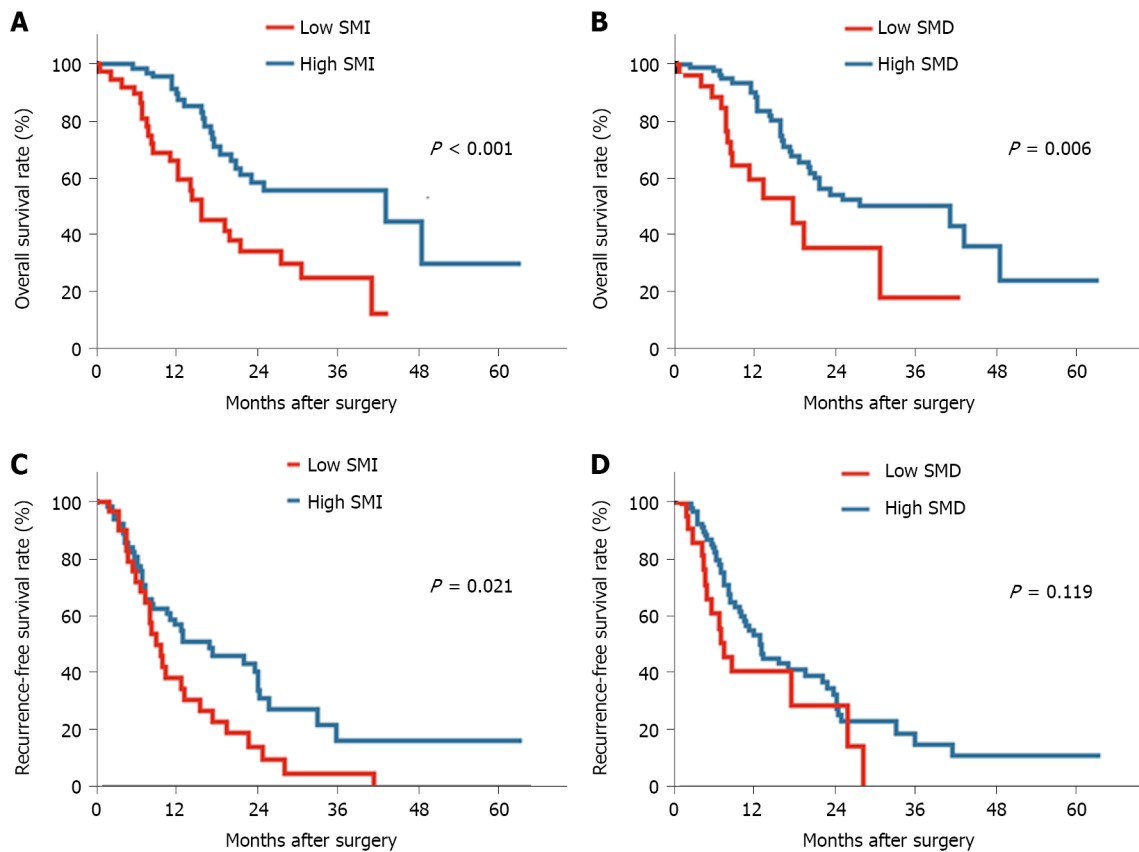 A
Low SMI
High SMI
Overall survival rate (%)
100
80
60
40
20
0
P < 0.001
0 12 24 36 48 60
Months after surgery
B
Low SMD
High SMD
Overall survival rate (%)
100
80
60
40
20
0
P = 0.006
0 12 24 36 48 60
Months after surgery
C
Low SMI
High SMI
Recurrence-free survival rate (%)
100
80
60
40
20
0
P = 0.021
0 12 24 36 48 60
Months after surgery
D
Low SMD
High SMD
Recurrence-free survival rate (%)
100
80
60
40
20
0
P = 0.119
0 12 24 36 48 60
Months after surgery